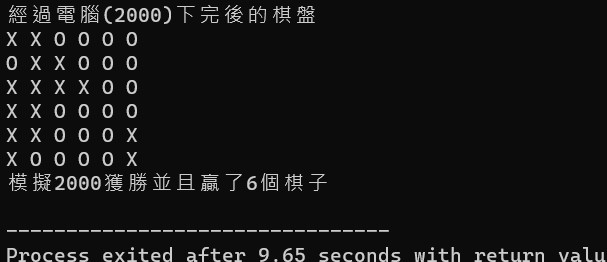 經過電腦(2000)下完後的棋盤
X X O O O O
O X X O O O
X X X X O O
X X O O O O
X X O O O X
X O O O O X
模擬2000獲勝並且贏了6個棋子
--------------------------------
Process exited after 9.65 seconds with return valu